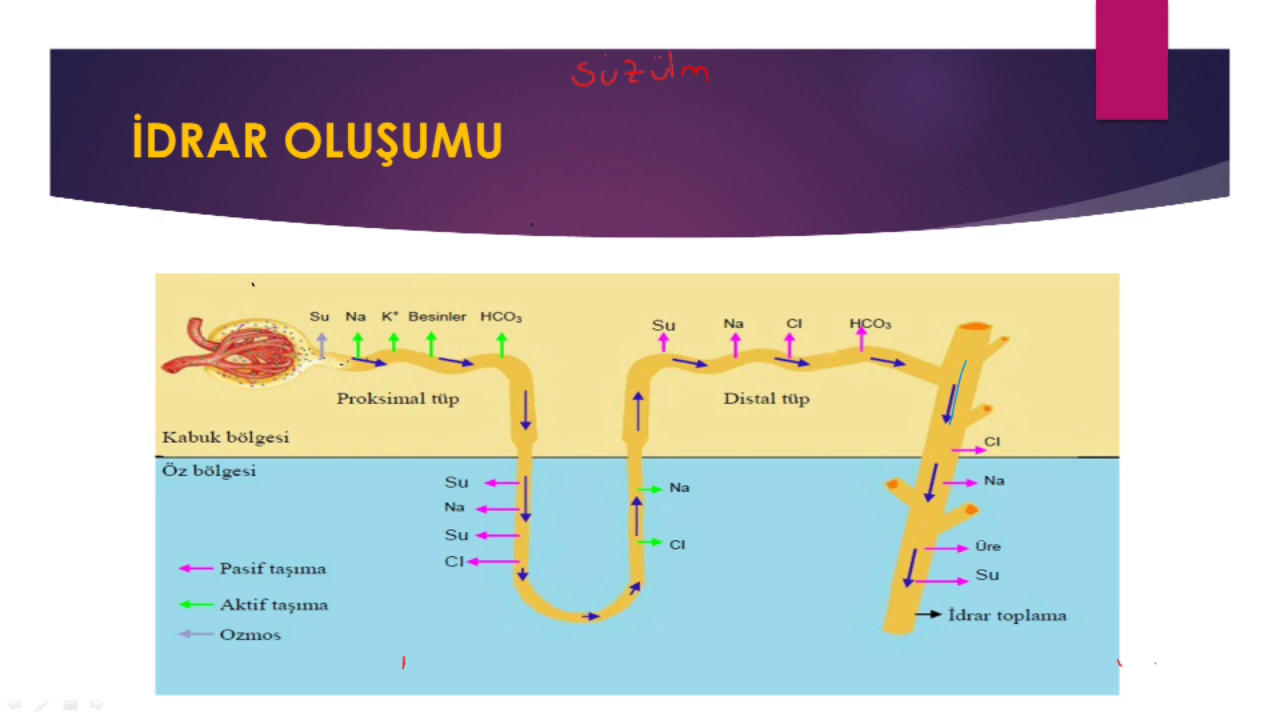 süzülm
İDRAR OLUŞUMU
Su Na K⁺ Besinler HCO₃
Su Na Cl HCO₃
Proksimal tüp
Distal tüp
Kabuk bölgesi
Öz bölgesi
Su
Na
Su
Cl
Na
Cl
Cl
Na
Üre
Su
İdrar toplama
Pasif taşıma
Aktif taşıma
Ozmos